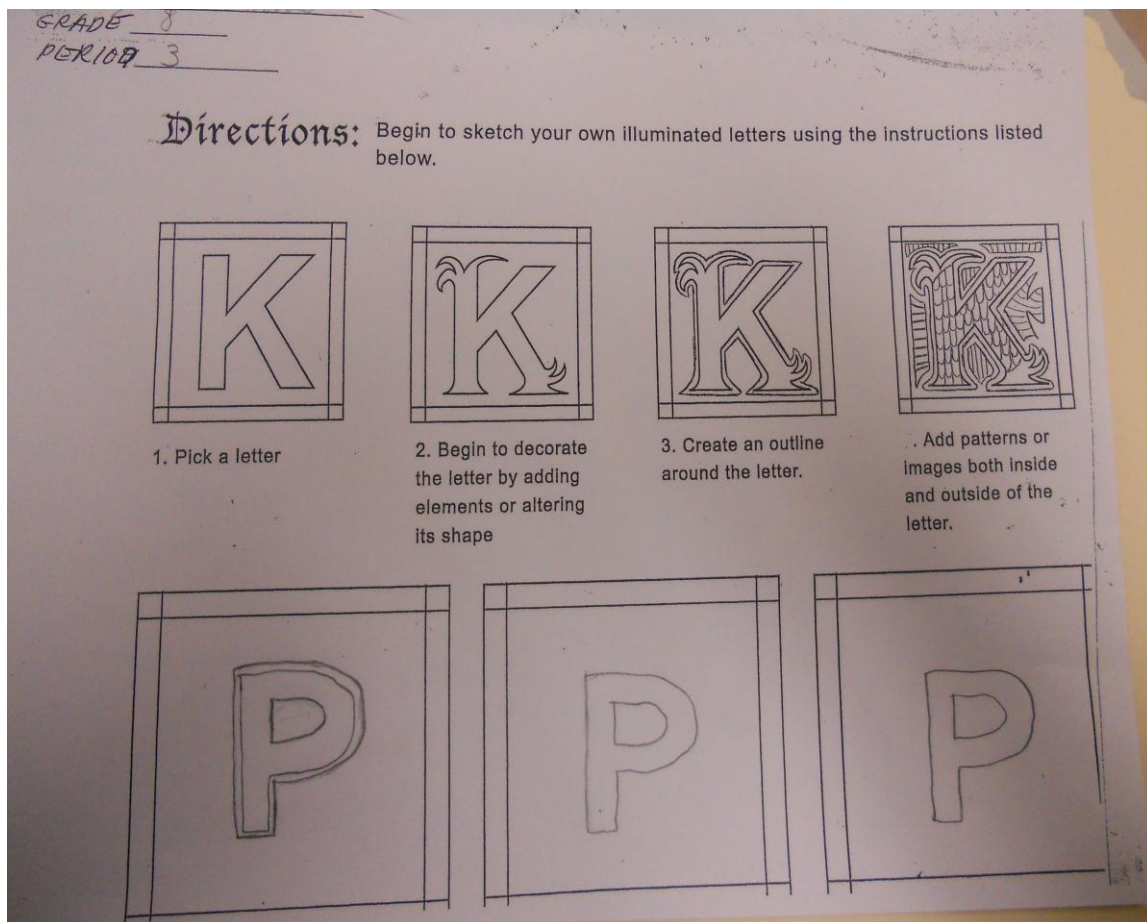 GRADE 8
PERIOD 3
Directions: Begin to sketch your own illuminated letters using the instructions listed
below.
K K K K
1. Pick a letter
2. Begin to decorate
the letter by adding
elements or altering
its shape
3. Create an outline
around the letter.
. Add patterns or
images both inside
and outside of the
letter.
P P P